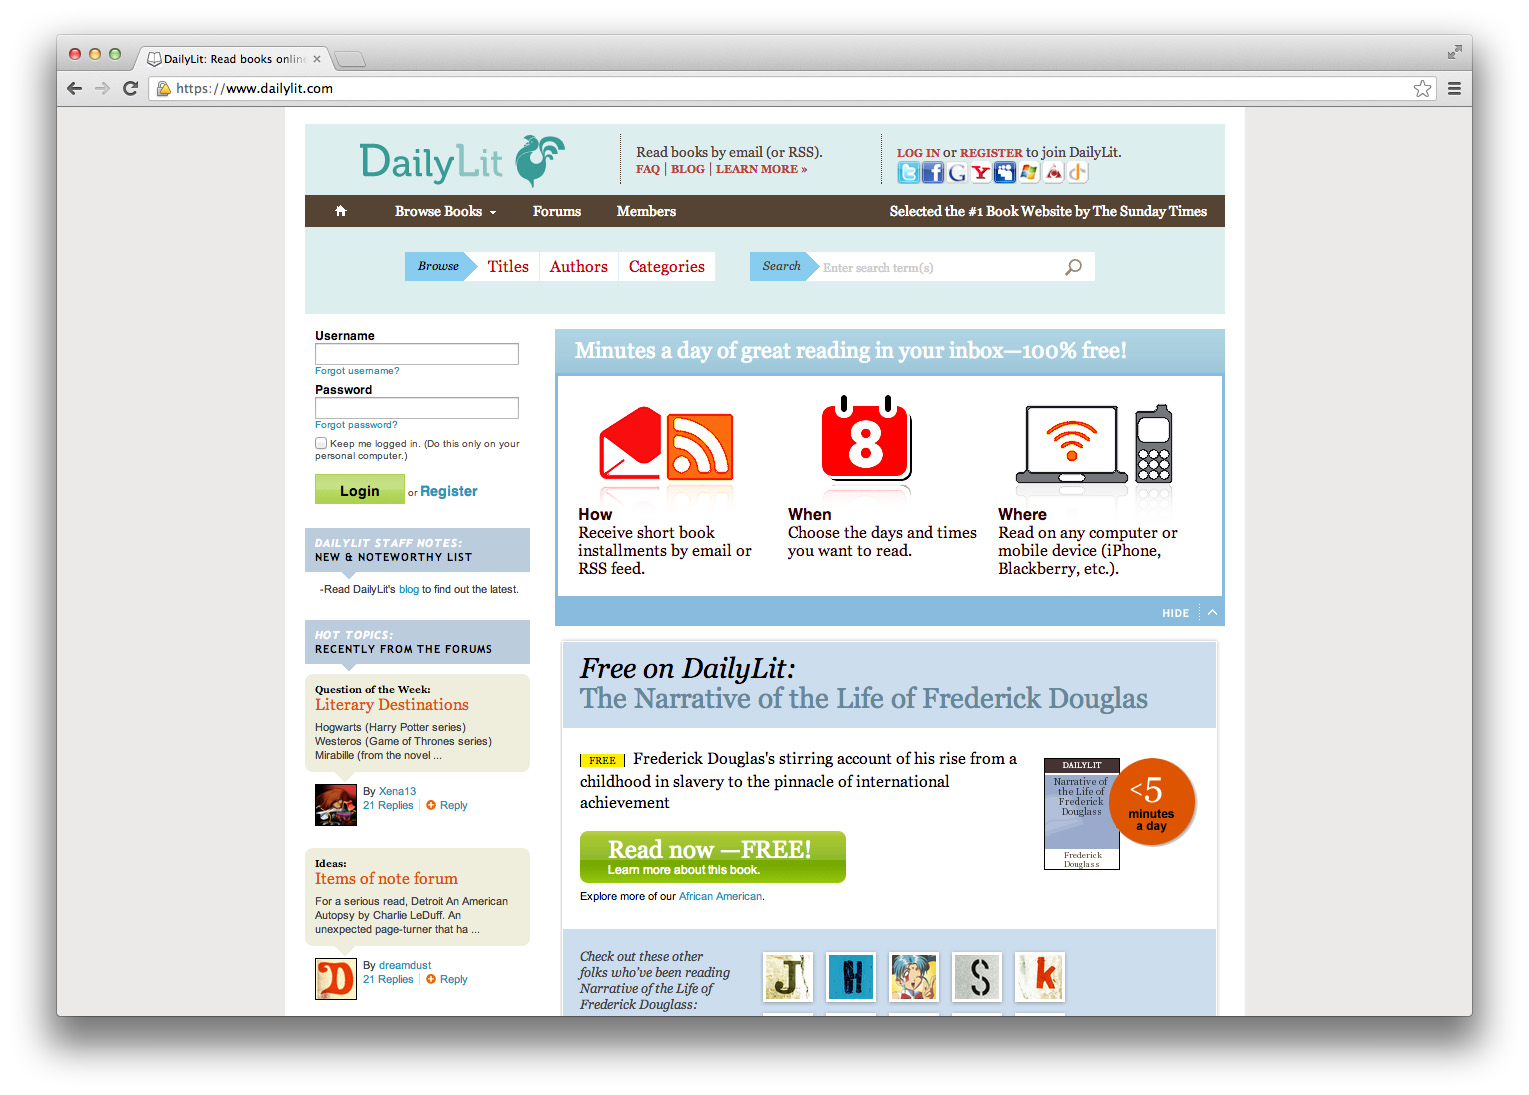 DailyLit: Read books onlin
https://www.dailylit.com
DailyLit
Read books by email (or RSS).
FAQ | BLOG | LEARN MORE »
LOG IN or REGISTER to join DailyLit.
Browse Books
Forums
Members
Selected the #1 Book Website by The Sunday Times
Browse
Titles
Authors
Categories
Search
Enter search term(s)
Username
Forgot username?
Password
Forgot password?
Keep me logged in. (Do this only on your
personal computer.)
Login or Register
DAILYLIT STAFF NOTES:
NEW & NOTEWORTHY LIST
-Read DailyLit's blog to find out the latest.
HOT TOPICS:
RECENTLY FROM THE FORUMS
Question of the Week:
Literary Destinations
Hogwarts (Harry Potter series)
Westeros (Game of Thrones series)
Mirabille (from the novel ...
By Xena13
21 Replies | Reply
Ideas:
Items of note forum
For a serious read, Detroit An American
Autopsy by Charlie LeDuff. An
unexpected page-turner that ha ...
D
By dreamdust
21 Replies | Reply
Minutes a day of great reading in your inbox—100% free!
8
How
Receive short book
installments by email or
RSS feed.
When
Choose the days and times
you want to read.
Where
Read on any computer or
mobile device (iPhone,
Blackberry, etc.).
HIDE
Free on DailyLit:
The Narrative of the Life of Frederick Douglas
FREE Frederick Douglas's stirring account of his rise from a
childhood in slavery to the pinnacle of international
achievement
Read now —FREE!
Learn more about this book.
Explore more of our African American.
DAILYLIT
Narrative of
the Life of
Frederick
Douglass
Frederick
Douglass
<5
minutes
a day
Check out these other
folks who've been reading
Narrative of the Life of
Frederick Douglass:
J
H
S
k